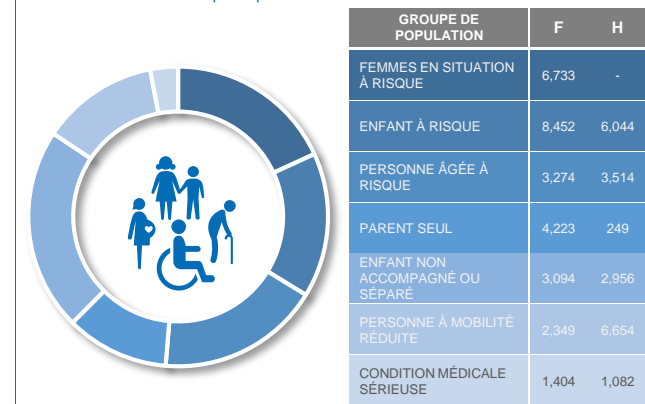 GROUPE DE POPULATION F H
FEMMES EN SITUATION À RISQUE 6,733 -
ENFANT À RISQUE 8,452 6,044
PERSONNE ÂGÉE À RISQUE 3,274 3,514
PARENT SEUL 4,223 249
ENFANT NON ACCOMPAGNÉ OU SÉPARÉ 3,094 2,956
PERSONNE À MOBILITÉ RÉDUITE 2,349 6,654
CONDITION MÉDICALE SÉRIEUSE 1,404 1,082